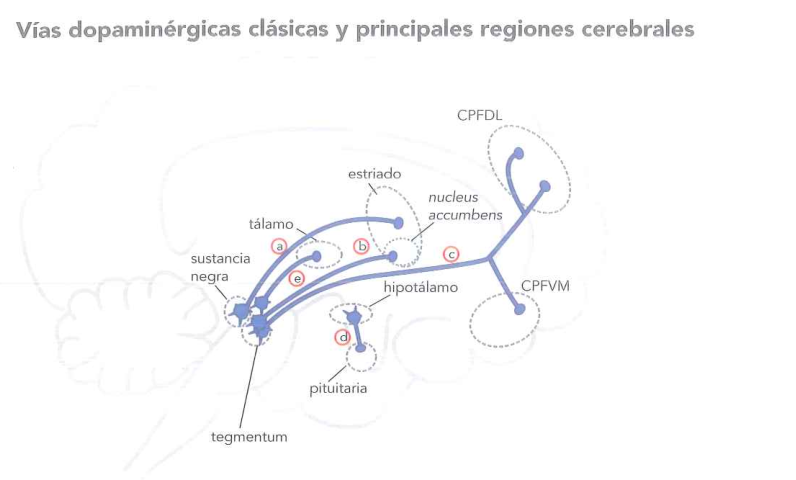 Vías dopaminérgicas clásicas y principales regiones cerebrales
CPFDL
estriado
nucleus
accumbens
tálamo
a
b
c
sustancia
negra
e
hipotálamo
CPFVM
d
pituitaria
tegmentum